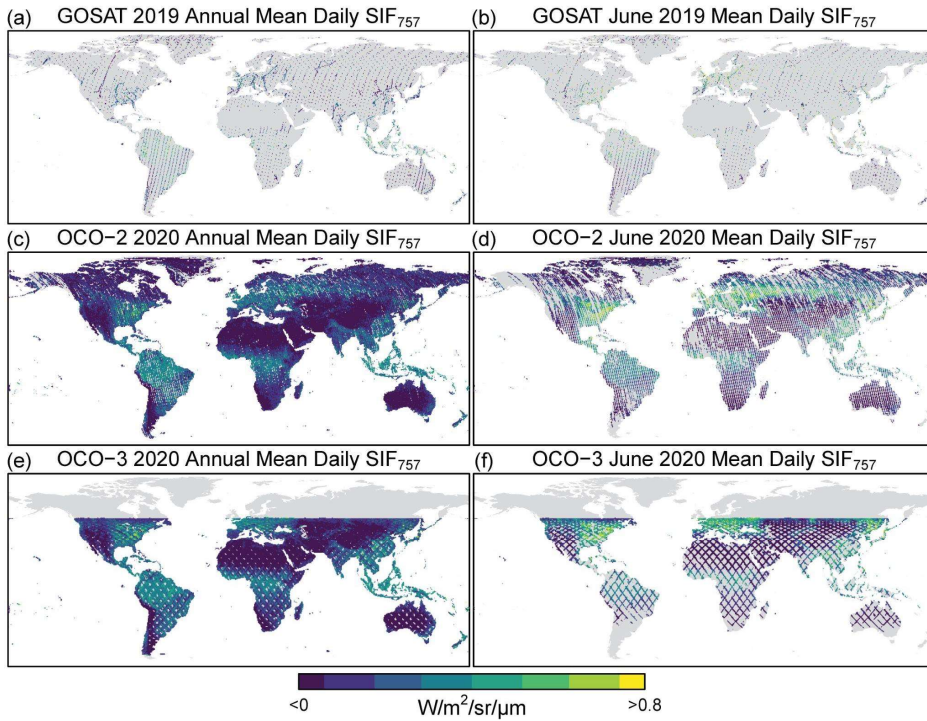 (a) GOSAT 2019 Annual Mean Daily SIF₇₅₇
(b) GOSAT June 2019 Mean Daily SIF₇₅₇
(c) OCO−2 2020 Annual Mean Daily SIF₇₅₇
(d) OCO−2 June 2020 Mean Daily SIF₇₅₇
(e) OCO−3 2020 Annual Mean Daily SIF₇₅₇
(f) OCO−3 June 2020 Mean Daily SIF₇₅₇
<0 W/m²/sr/μm >0.8